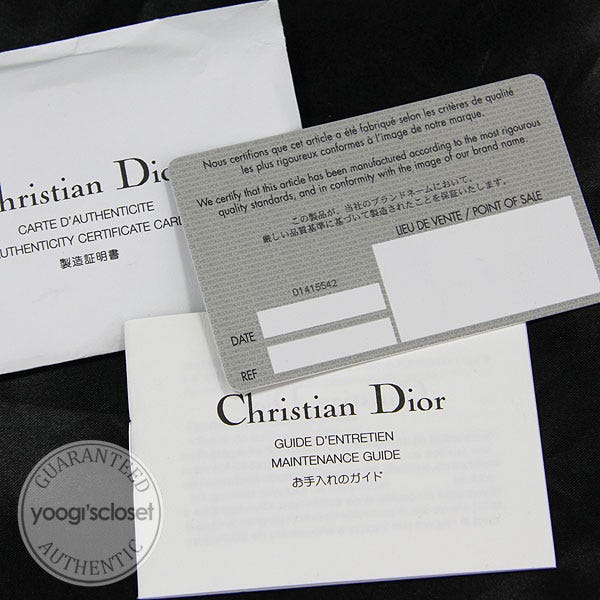 Christian Dior
CARTE D'AUTHENTICITE
AUTHENTICITY CERTIFICATE CARD
製造証明書
Nous certifions que cet article a été fabriqué selon les critères de qualité
les plus rigoureux conformes à l'image de notre marque.
We certify that this article has been manufactured according to the most rigourous
quality standards, and in conformity with the image of our brand name.
この製品が、当社のブランドネームにおいて、
厳しい品質基準に基づいて製造されたことを保証いたします。
LIEU DE VENTE / POINT OF SALE
D1415542
DATE
REF
Christian Dior
GUIDE D'ENTRETIEN
MAINTENANCE GUIDE
お手入れのガイド
GUARANTEED
yoogi'scloset
AUTHENTIC